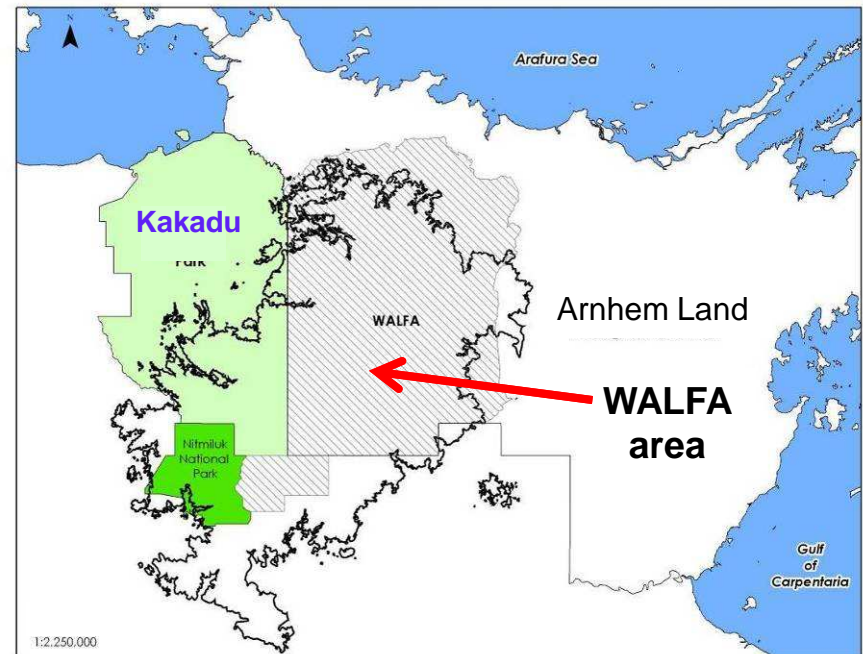 N
Arafura Sea
Kakadu
Park
WALFA
Arnhem Land
WALFA
area
Nitmiluk
National
Park
Gulf
of
Carpentaria
1:2,250,000